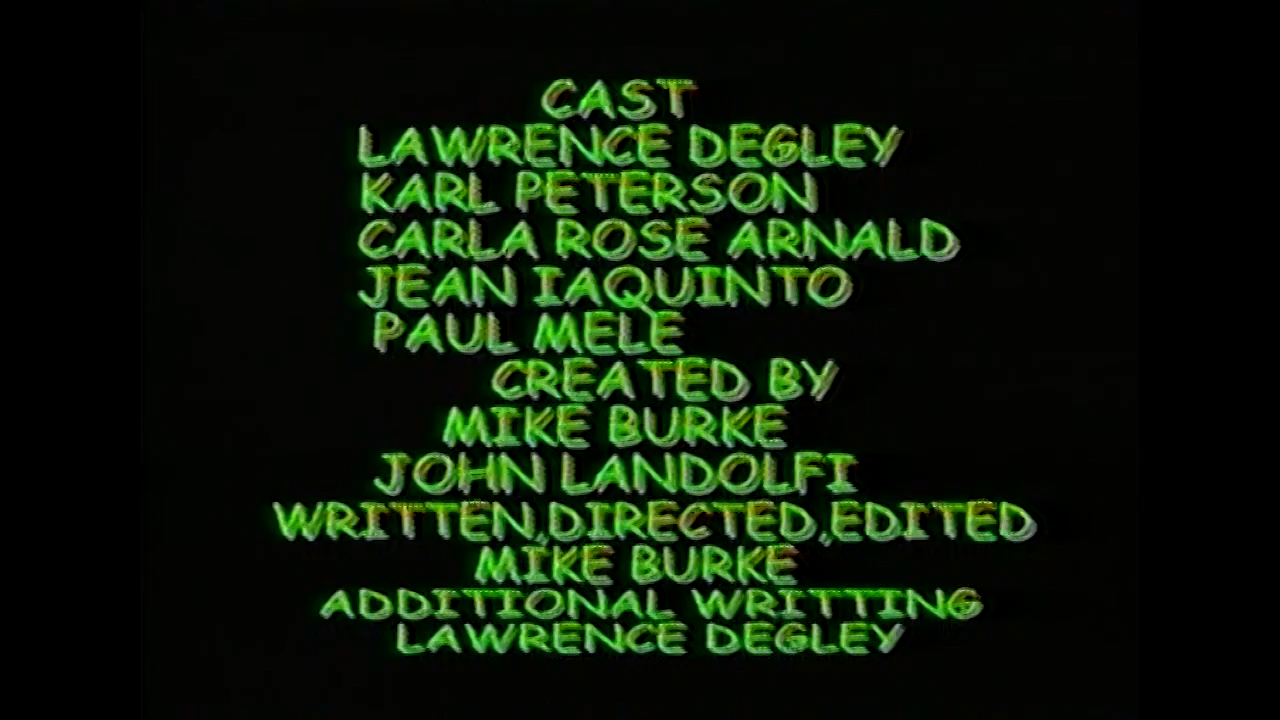 CAST
LAWRENCE DEGLEY
KARL PETERSON
CARLA ROSE ARNALD
JEAN IAQUINTO
PAUL MELE
CREATED BY
MIKE BURKE
JOHN LANDOLFI
WRITTEN,DIRECTED,EDITED
MIKE BURKE
ADDITIONAL WRITTING
LAWRENCE DEGLEY